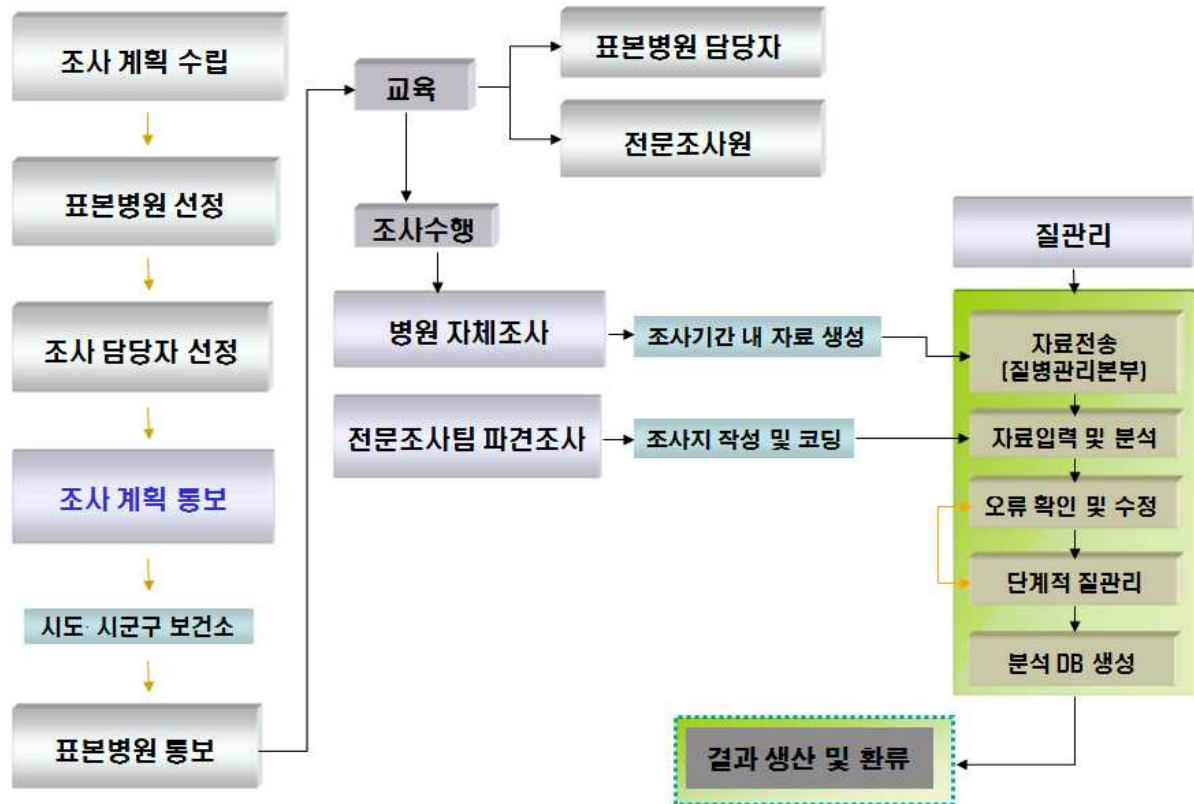 조사 계획 수립
표본병원 선정
조사 담당자 선정
조사 계획 통보
시도· 시군구 보건소
표본병원 통보
교육
표본병원 담당자
전문조사원
조사수행
병원 자체조사
조사기간 내 자료 생성
전문조사팀 파견조사
조사지 작성 및 코딩
질관리
자료전송
(질병관리본부)
자료입력 및 분석
오류 확인 및 수정
단계적 질관리
분석 DB 생성
결과 생산 및 환류